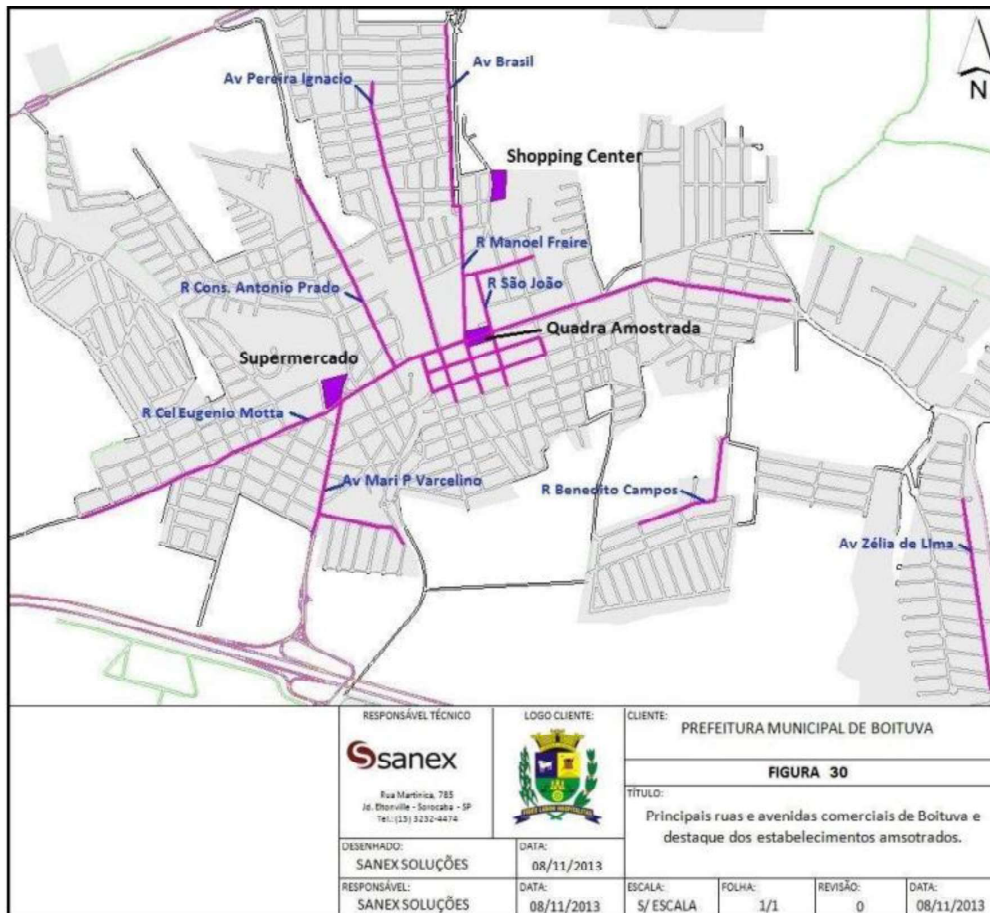 Av Pereira Ignacio
Av Brasil
N
Shopping Center
R Manoel Freire
R Cons. Antonio Prado
R São João
Quadra Amostrada
Supermercado
R Cel Eugenio Motta
Av Mari P Varcelino
R Benedito Campos
Av Zélia de Lima
RESPONSÁVEL TÉCNICO
sanex
Rua Martinica, 785
Jd. Eltonville - Sorocaba - SP
Tel.: (15) 3232-4474
LOGO CLIENTE:
CLIENTE:
PREFEITURA MUNICIPAL DE BOITUVA
FIGURA 30
TÍTULO:
Principais ruas e avenidas comerciais de Boituva e
destaque dos estabelecimentos amsotrados.
DESENHADO:
SANEX SOLUÇÕES
DATA:
08/11/2013
RESPONSÁVEL:
SANEX SOLUÇÕES
DATA:
08/11/2013
ESCALA:
S/ ESCALA
FOLHA:
1/1
REVISÃO:
0
DATA:
08/11/2013